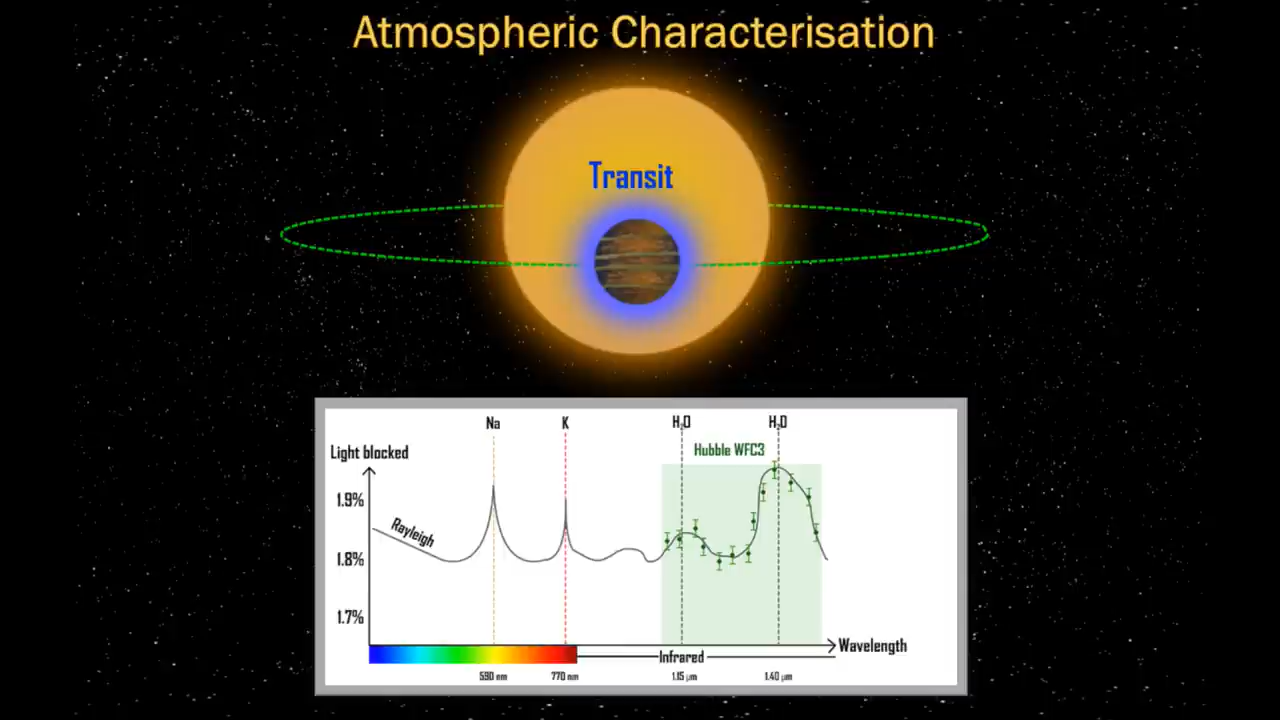 Atmospheric Characterisation
Transit
Na
K
H₂O
H₂O
Light blocked
Hubble WFC3
1.9%
Rayleigh
1.8%
1.7%
Wavelength
Infrared
590 nm
770 nm
1.15 μm
1.40 μm